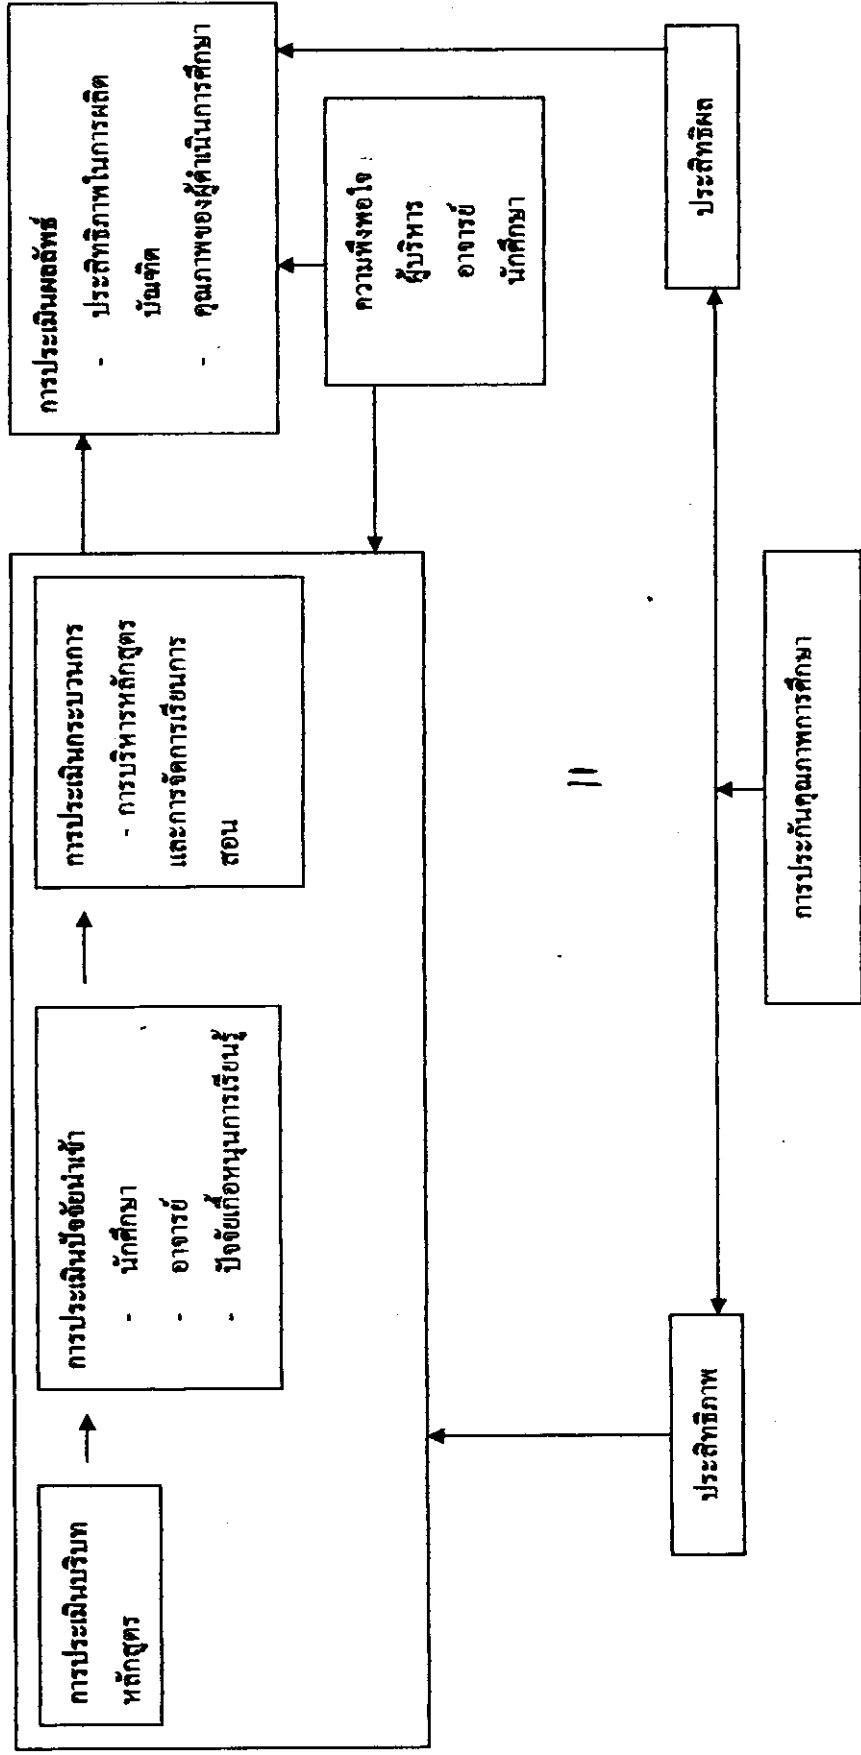 การประเมินบริบท
หลักสูตร
การประเมินปัจจัยนำเข้า
- นักศึกษา
- อาจารย์
- ปัจจัยเกื้อหนุนการเรียนรู้
การประเมินกระบวนการ
- การบริหารหลักสูตร
และการจัดการเรียนการ
สอน
การประเมินผลลัพธ์
- ประสิทธิภาพในการผลิต
บัณฑิต
- คุณภาพของผู้ดำเนินการศึกษา
ความพึงพอใจ :
ผู้บริหาร
อาจารย์
นักศึกษา
ประสิทธิภาพ
ประสิทธิผล
การประกันคุณภาพการศึกษา